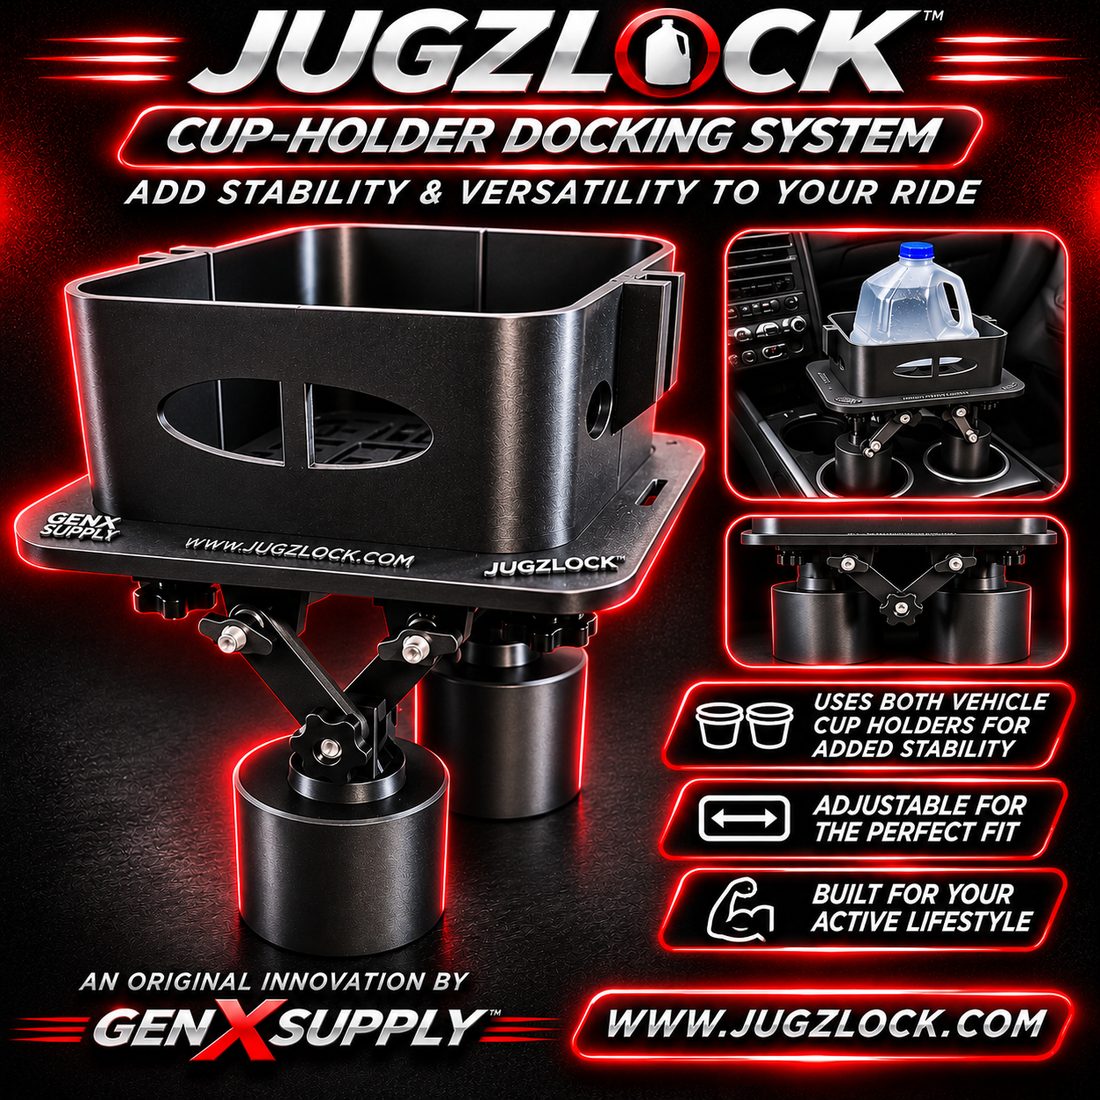 JUGZLOCK™
CUP-HOLDER DOCKING SYSTEM
ADD STABILITY & VERSATILITY TO YOUR RIDE
GENX
SUPPLY
WWW.JUGZLOCK.COM
JUGZLOCK™
USES BOTH VEHICLE
CUP HOLDERS FOR
ADDED STABILITY
ADJUSTABLE FOR
THE PERFECT FIT
BUILT FOR YOUR
ACTIVE LIFESTYLE
AN ORIGINAL INNOVATION BY
GENXSUPPLY™
WWW.JUGZLOCK.COM